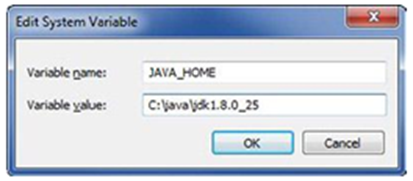 Edit System Variable
Variable name: JAVA_HOME
Variable value: C:\java\jdk1.8.0_25
OK Cancel